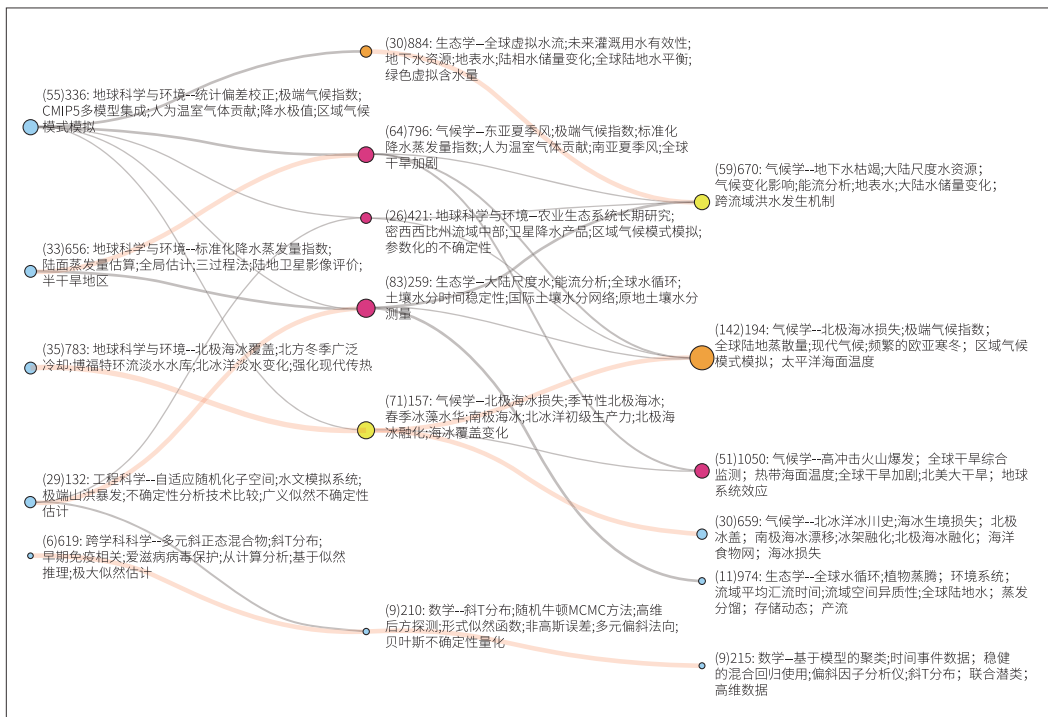 (55)336: 地球科学与环境--统计偏差校正;极端气候指数;
CMIP5多模型集成;人为温室气体贡献;降水极值;区域气候
模式模拟
(33)656: 地球科学与环境--标准化降水蒸发量指数;
陆面蒸发量估算;全局估计;三过程法;陆地卫星影像评价;
半干旱地区
(35)783: 地球科学与环境--北极海冰覆盖;北方冬季广泛
冷却;博福特环流淡水水库;北冰洋淡水变化;强化现代传热
(29)132: 工程科学--自适应随机化子空间;水文模拟系统;
极端山洪暴发;不确定性分析技术比较;广义似然不确定性
估计
(6)619: 跨学科科学--多元斜正态混合物;斜T分布;
早期免疫相关;爱滋病病毒保护;从计算分析;基于似然
推理;极大似然估计
(30)884: 生态学—全球虚拟水流;未来灌溉用水有效性;
地下水资源;地表水;陆相水储量变化;全球陆地水平衡;
绿色虚拟含水量
(64)796: 气候学--东亚夏季风;极端气候指数;标准化
降水蒸发量指数;人为温室气体贡献;南亚夏季风;全球
干旱加剧
(26)421: 地球科学与环境—农业生态系统长期研究;
密西西比州流域中部;卫星降水产品;区域气候模式模拟;
参数化的不确定性
(83)259: 生态学—大陆尺度水;能流分析;全球水循环;
土壤水分时间稳定性;国际土壤水分网络;原地土壤水分
测量
(71)157: 气候学--北极海冰损失;季节性北极海冰;
春季冰藻水华;南极海冰;北冰洋初级生产力;北极海
冰融化;海冰覆盖变化
(9)210: 数学--斜T分布;随机牛顿MCMC方法;高维
后方探测;形式似然函数;非高斯误差;多元偏斜法向;
贝叶斯不确定性量化
(59)670: 气候学--地下水枯竭;大陆尺度水资源；
气候变化影响;能流分析;地表水;大陆水储量变化；
跨流域洪水发生机制
(142)194: 气候学--北极海冰损失;极端气候指数；
全球陆地蒸散量;现代气候;频繁的欧亚寒冬；区域气候
模式模拟；太平洋海面温度
(51)1050: 气候学--高冲击火山爆发；全球干旱综合
监测；热带海面温度;全球干旱加剧;北美大干旱；地球
系统效应
(30)659: 气候学--北冰洋冰川史;海冰生境损失；北极
冰盖；南极海冰漂移;冰架融化;北极海冰融化；海洋
食物网；海冰损失
(11)974: 生态学--全球水循环;植物蒸腾；环境系统；
流域平均汇流时间;流域空间异质性;全球陆地水；蒸发
分馏；存储动态；产流
(9)215: 数学—基于模型的聚类;时间事件数据；稳健
的混合回归使用;偏斜因子分析仪;斜T分布；联合潜类；
高维数据